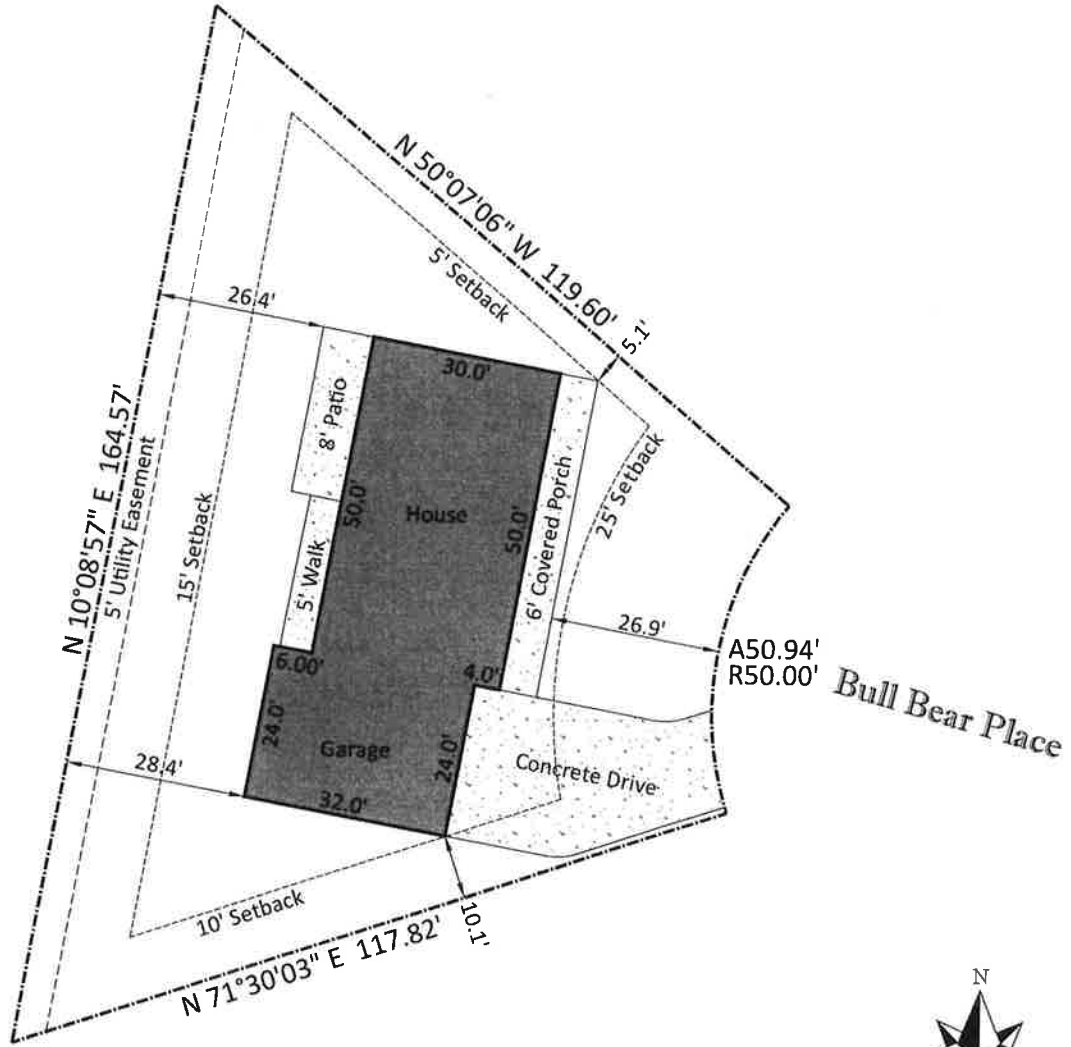 N 50°07'06" W 119.60'
5' Setback
5.1'
26.4'
30.0'
8' Patio
N 10°08'57" E 164.57'
5' Utility Easement
15' Setback
50.0'
House
50.0'
6' Covered Porch
25' Setback
5' Walk
26.9'
A50.94'
R50.00'
Bull Bear Place
6.00'
4.0'
24.0'
Garage
24.0'
Concrete Drive
28.4'
32.0'
10' Setback
10.1'
N 71°30'03" E 117.82'
N